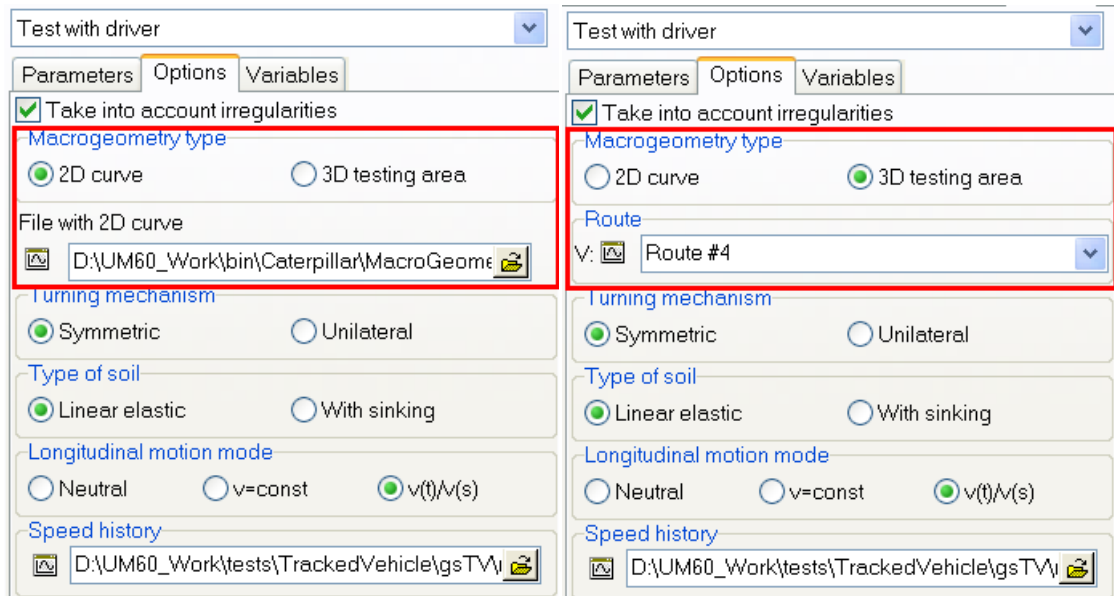 Test with driver
Parameters Options Variables
Take into account irregularities
Macrogeometry type
2D curve 3D testing area
File with 2D curve
D:\UM60_Work\bin\Caterpillar\MacroGeome
Turning mechanism
Symmetric Unilateral
Type of soil
Linear elastic With sinking
Longitudinal motion mode
Neutral v=const v(t)/v(s)
Speed history
D:\UM60_Work\tests\TrackedVehicle\gsTV\
Test with driver
Parameters Options Variables
Take into account irregularities
Macrogeometry type
2D curve 3D testing area
Route
V: Route #4
Turning mechanism
Symmetric Unilateral
Type of soil
Linear elastic With sinking
Longitudinal motion mode
Neutral v=const v(t)/v(s)
Speed history
D:\UM60_Work\tests\TrackedVehicle\gsTV\